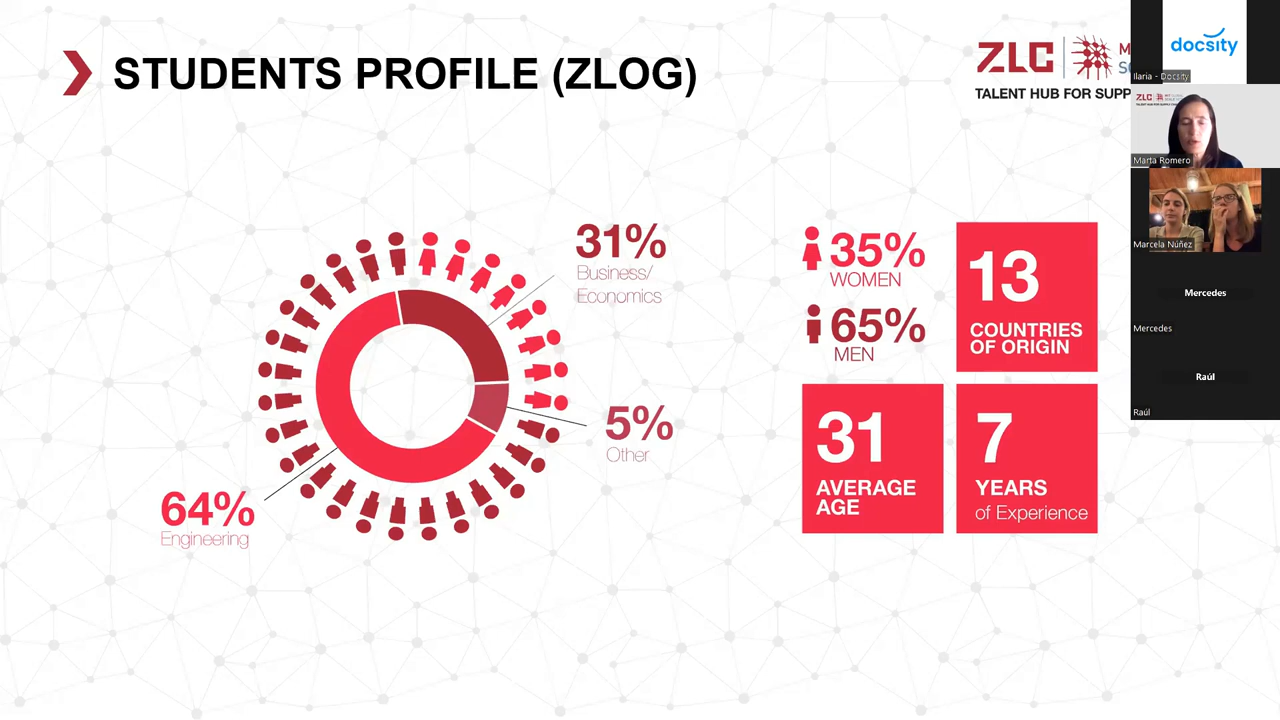 STUDENTS PROFILE (ZLOG)
ZLC
TALENT HUB FOR SUPP
31%
Business/
Economics
5%
Other
64%
Engineering
35%
WOMEN
65%
MEN
13
COUNTRIES
OF ORIGIN
31
AVERAGE
AGE
7
YEARS
of Experience
docsity
Ilaria - Docsity
ZLC
Marta Romero
Marcela Núñez
Mercedes
Mercedes
Raúl
Raúl